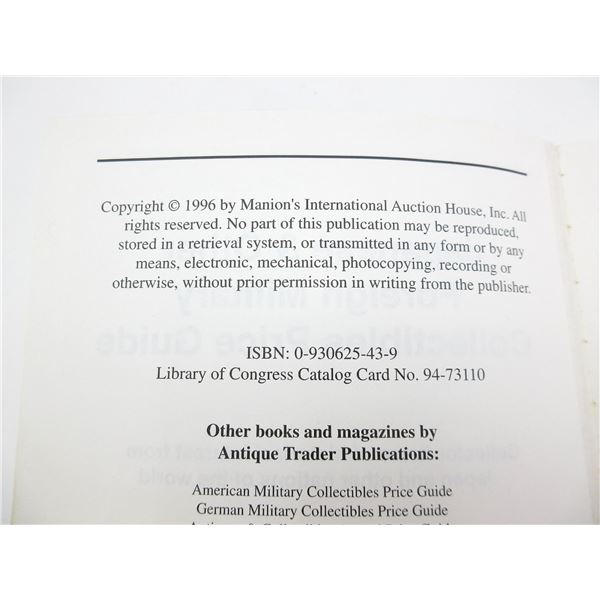 Copyright © 1996 by Manion's International Auction House, Inc. All
rights reserved. No part of this publication may be reproduced,
stored in a retrieval system, or transmitted in any form or by any
means, electronic, mechanical, photocopying, recording or
otherwise, without prior permission in writing from the publisher.
ISBN: 0-930625-43-9
Library of Congress Catalog Card No. 94-73110
Other books and magazines by
Antique Trader Publications:
American Military Collectibles Price Guide
German Military Collectibles Price Guide